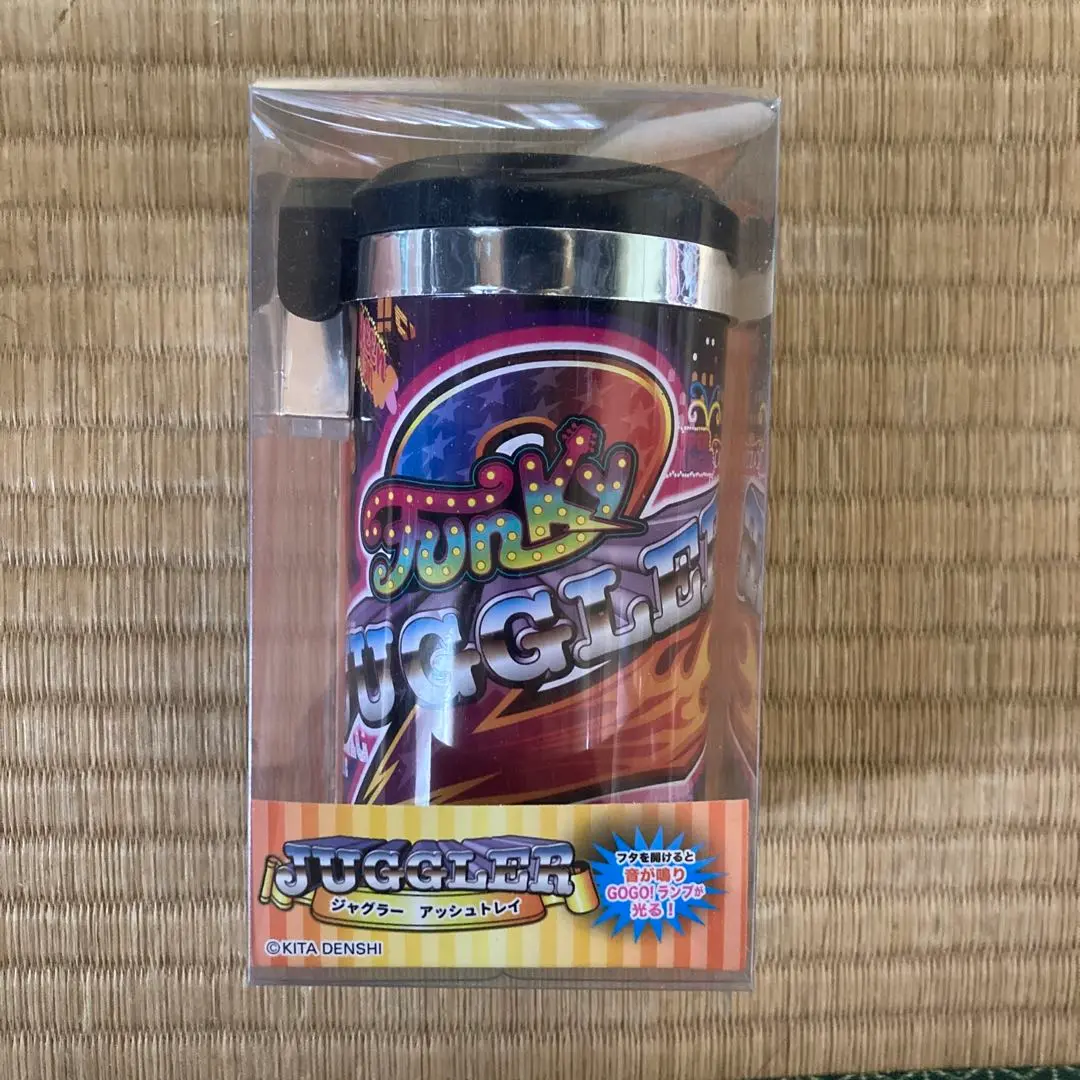 Funky
JUGGLER
JUGGLER
ジャグラー アッシュトレイ
フタを開けると
音が鳴り
GOGO!ランプが
光る!
©KITA DENSHI